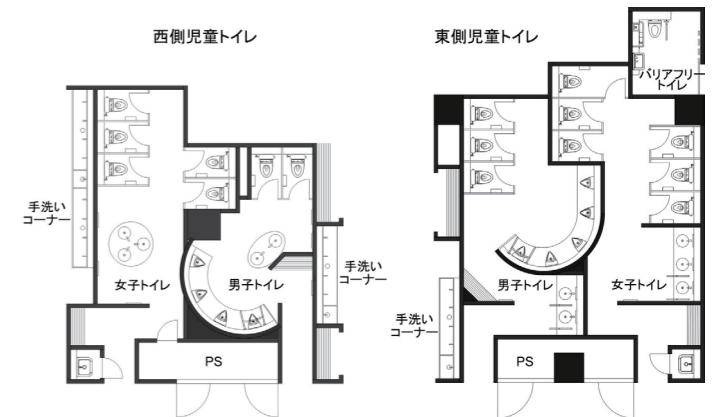 西側児童トイレ
東側児童トイレ
バリアフリー
トイレ
手洗い
コーナー
女子トイレ
男子トイレ
手洗い
コーナー
PS
男子トイレ
女子トイレ
手洗い
コーナー
PS